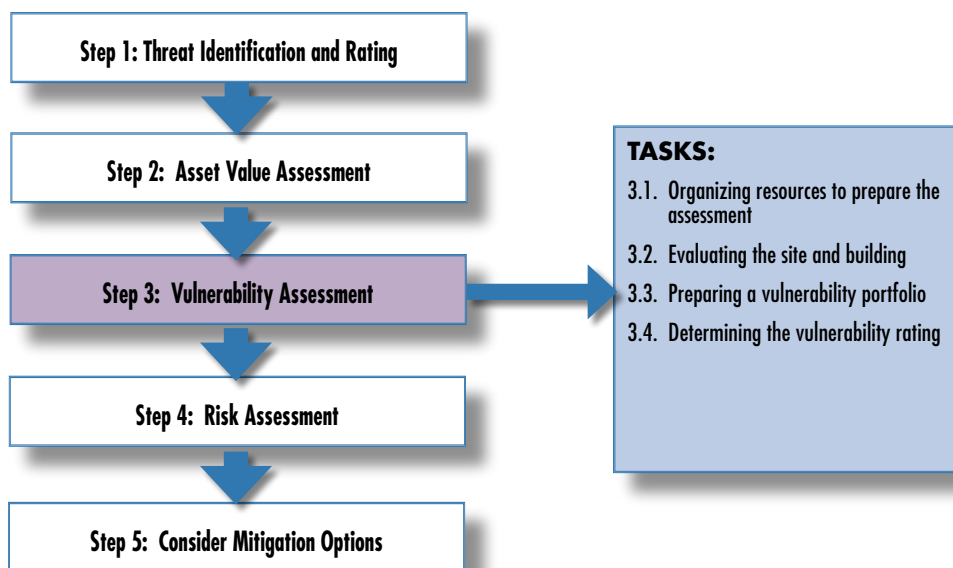 Step 1: Threat Identification and Rating
Step 2: Asset Value Assessment
Step 3: Vulnerability Assessment
Step 4: Risk Assessment
Step 5: Consider Mitigation Options
TASKS:
3.1. Organizing resources to prepare the
assessment
3.2. Evaluating the site and building
3.3. Preparing a vulnerability portfolio
3.4. Determining the vulnerability rating